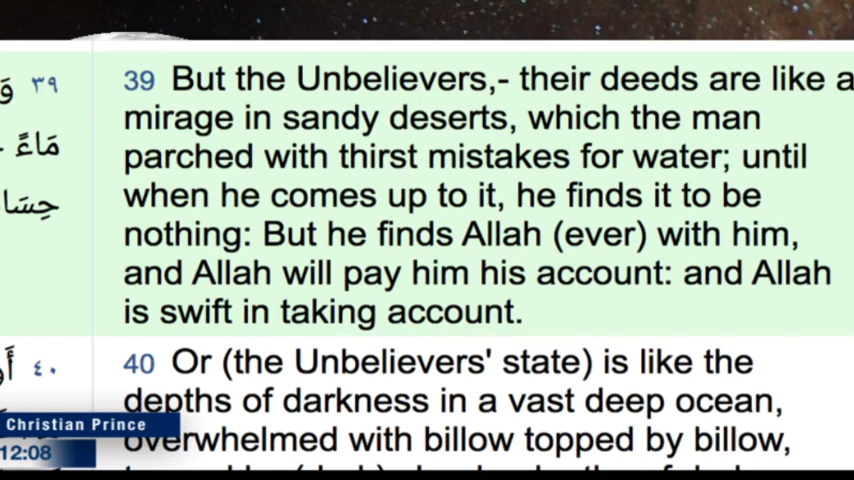 ٣٩
39 But the Unbelievers,- their deeds are like a
mirage in sandy deserts, which the man
مَاءً
parched with thirst mistakes for water; until
when he comes up to it, he finds it to be
nothing: But he finds Allah (ever) with him,
and Allah will pay him his account: and Allah
is swift in taking account.
٤٠
40 Or (the Unbelievers' state) is like the
depths of darkness in a vast deep ocean,
Christian Prince
overwhelmed with billow topped by billow,
12:08